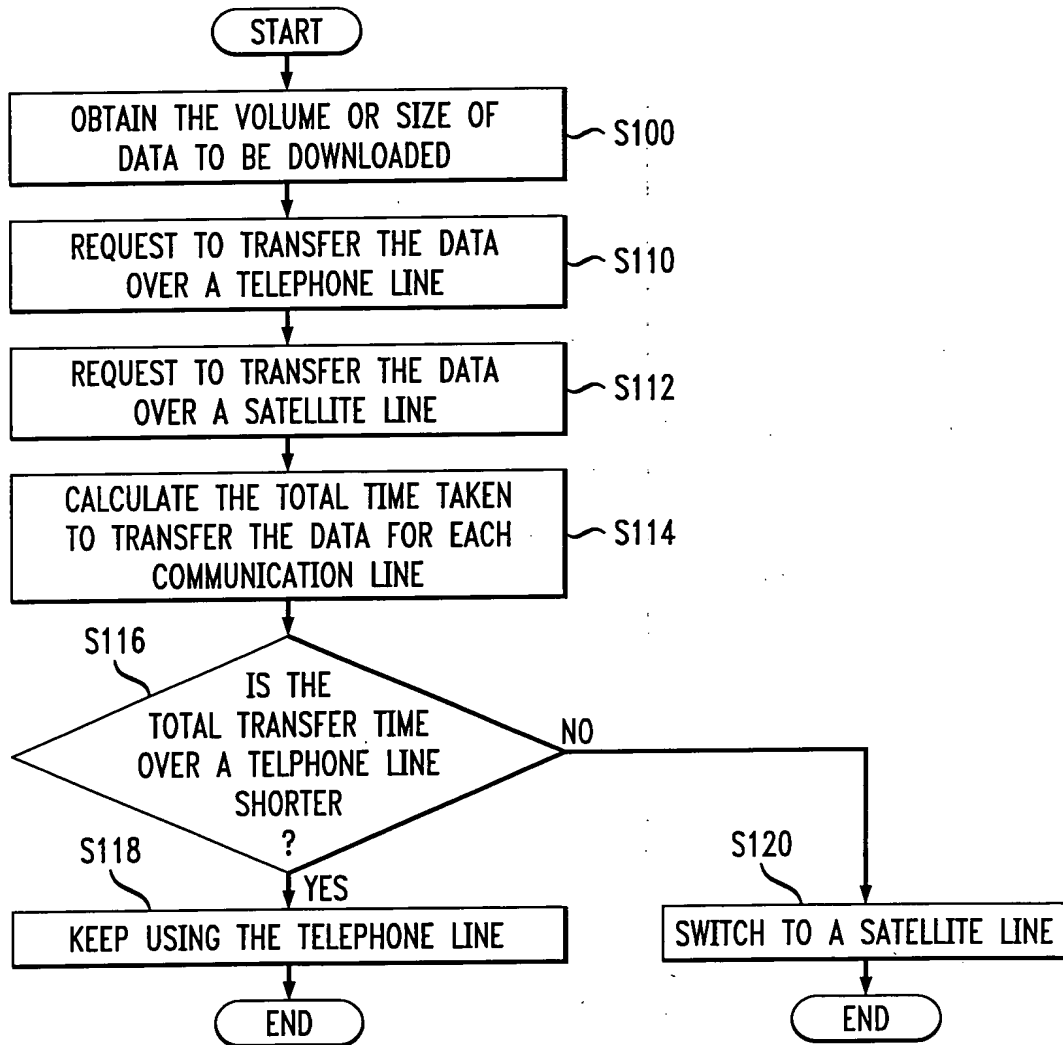 START
OBTAIN THE VOLUME OR SIZE OF
DATA TO BE DOWNLOADED
S100
REQUEST TO TRANSFER THE DATA
OVER A TELEPHONE LINE
S110
REQUEST TO TRANSFER THE DATA
OVER A SATELLITE LINE
S112
CALCULATE THE TOTAL TIME TAKEN
TO TRANSFER THE DATA FOR EACH
COMMUNICATION LINE
S114
S116
IS THE
TOTAL TRANSFER TIME
OVER A TELPHONE LINE
SHORTER
?
NO
YES
S118
KEEP USING THE TELEPHONE LINE
END
S120
SWITCH TO A SATELLITE LINE
END